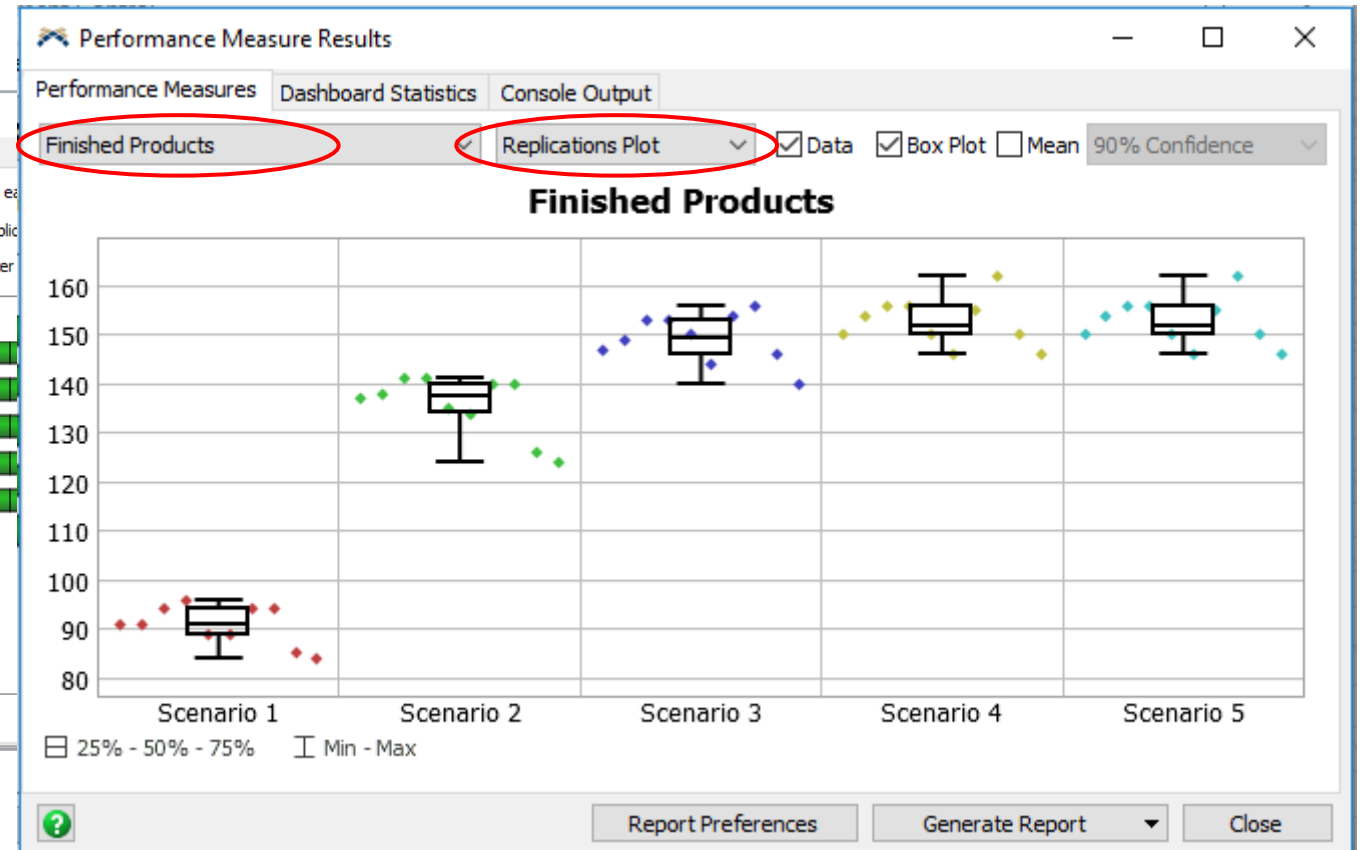 Performance Measure Results
Performance Measures Dashboard Statistics Console Output
Finished Products Replications Plot Data Box Plot Mean 90% Confidence
Finished Products
160
150
140
130
120
110
100
90
80
Scenario 1 Scenario 2 Scenario 3 Scenario 4 Scenario 5
25% - 50% - 75% Min - Max
? Report Preferences Generate Report Close